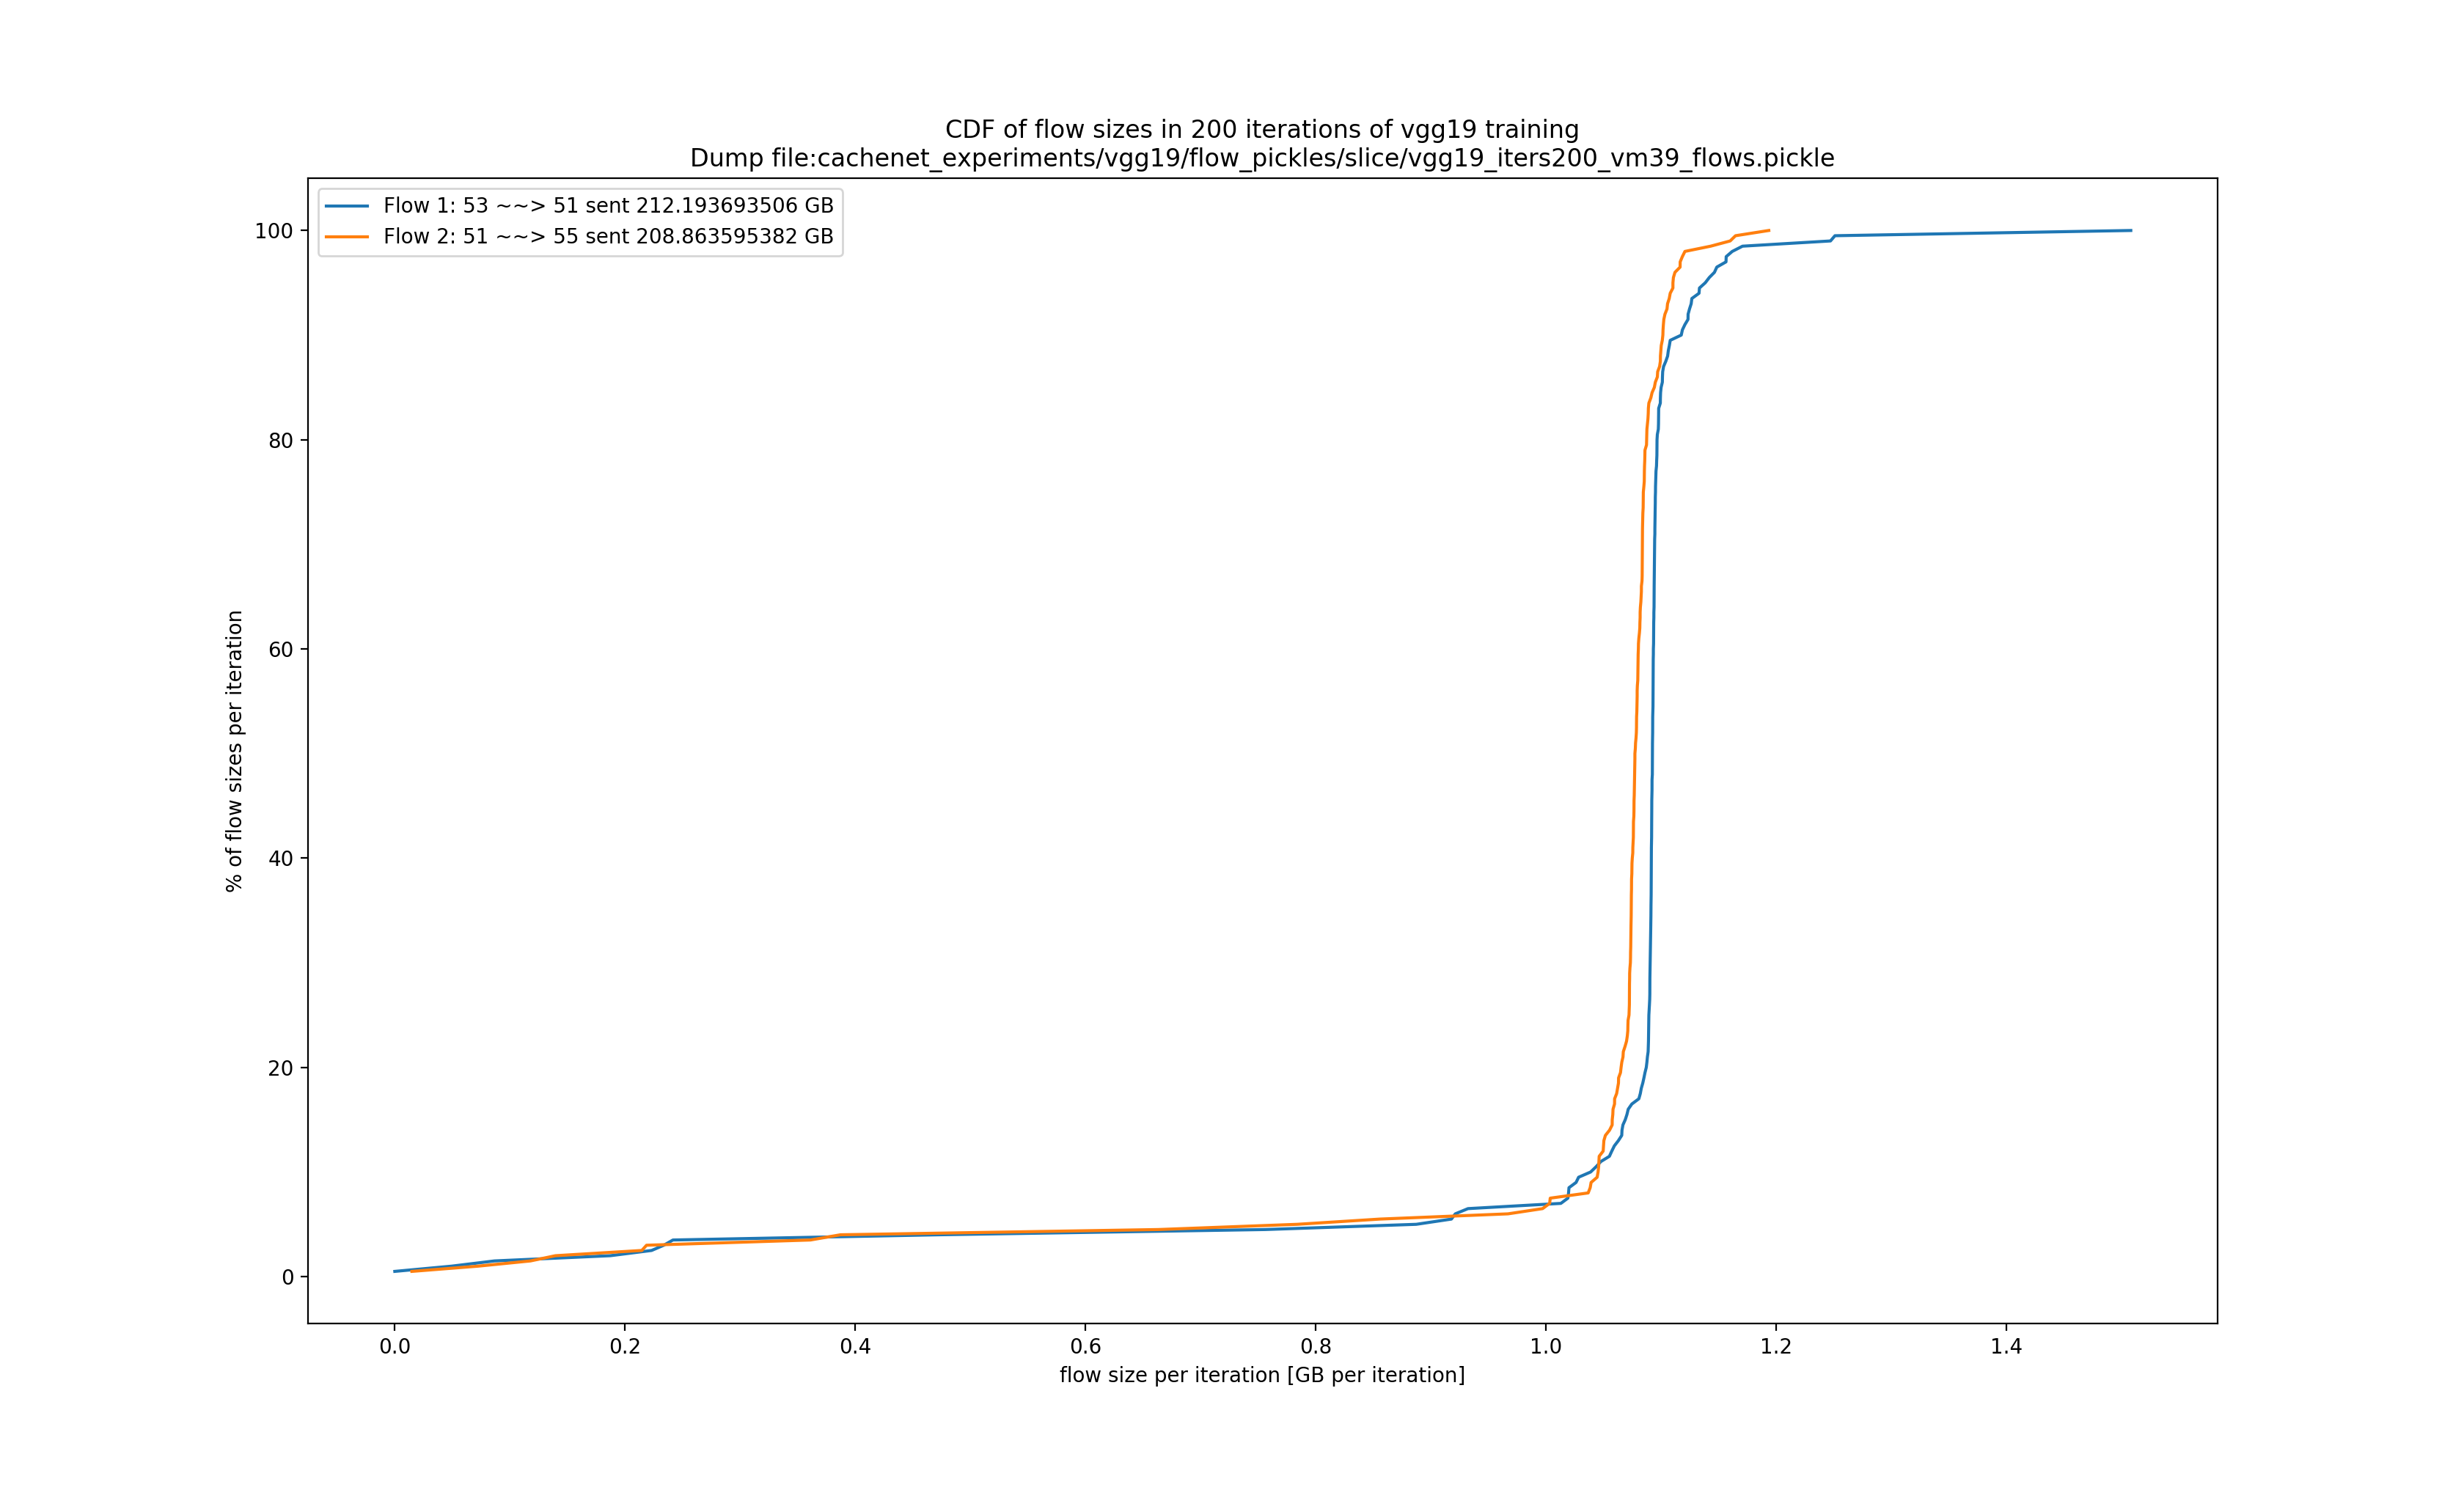 CDF of flow sizes in 200 iterations of vgg19 training
Dump file:cachenet_experiments/vgg19/flow_pickles/slice/vgg19_iters200_vm39_flows.pickle
Flow 1: 53 ~~> 51 sent 212.193693506 GB
Flow 2: 51 ~~> 55 sent 208.863595382 GB
100
80
60
40
20
0
% of flow sizes per iteration
0.0 0.2 0.4 0.6 0.8 1.0 1.2 1.4
flow size per iteration [GB per iteration]